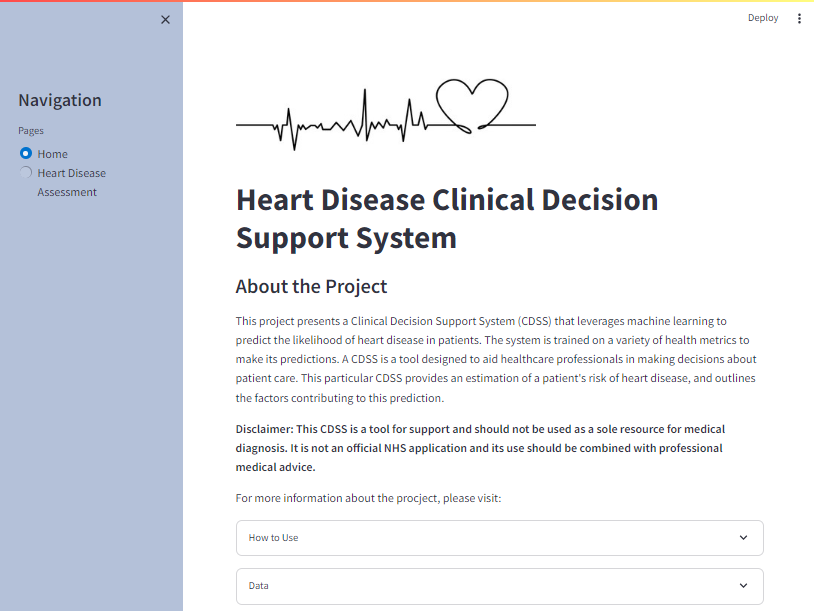 Deploy
Navigation
Pages
Home
Heart Disease
Assessment
Heart Disease Clinical Decision
Support System
About the Project
This project presents a Clinical Decision Support System (CDSS) that leverages machine learning to
predict the likelihood of heart disease in patients. The system is trained on a variety of health metrics to
make its predictions. A CDSS is a tool designed to aid healthcare professionals in making decisions about
patient care. This particular CDSS provides an estimation of a patient's risk of heart disease, and outlines
the factors contributing to this prediction.
Disclaimer: This CDSS is a tool for support and should not be used as a sole resource for medical
diagnosis. It is not an official NHS application and its use should be combined with professional
medical advice.
For more information about the procject, please visit:
How to Use
Data